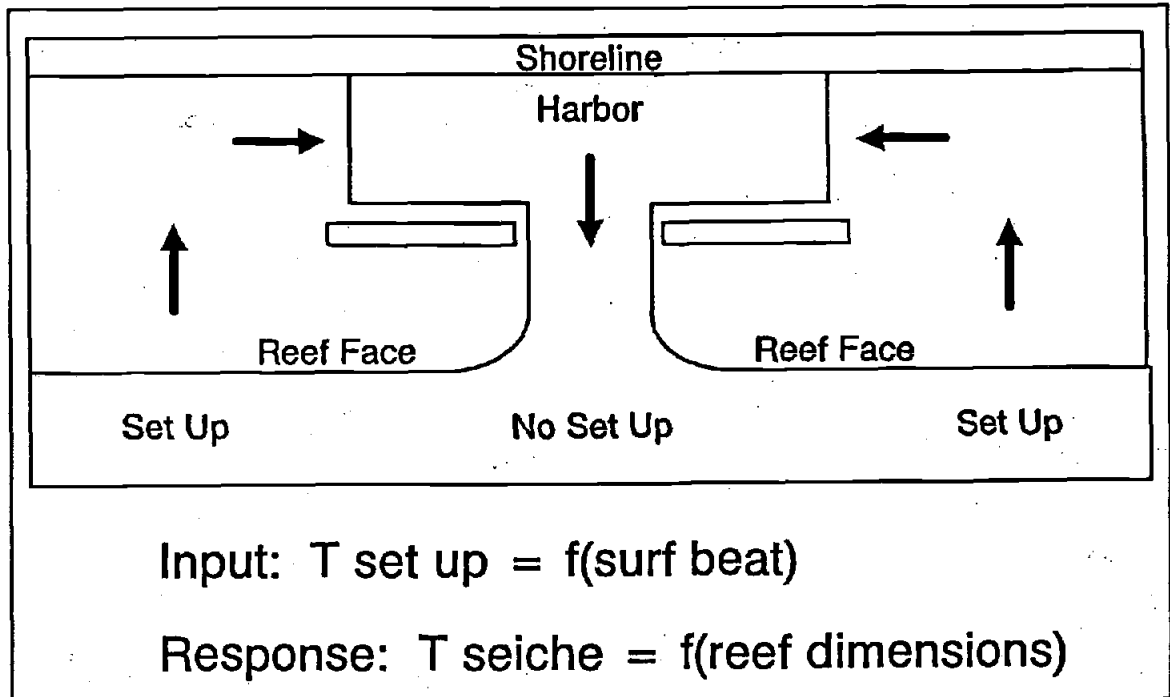 Shoreline
Harbor
Reef Face
Reef Face
Set Up
No Set Up
Set Up
Input: T set up = f(surf beat)
Response: T seiche = f(reef dimensions)